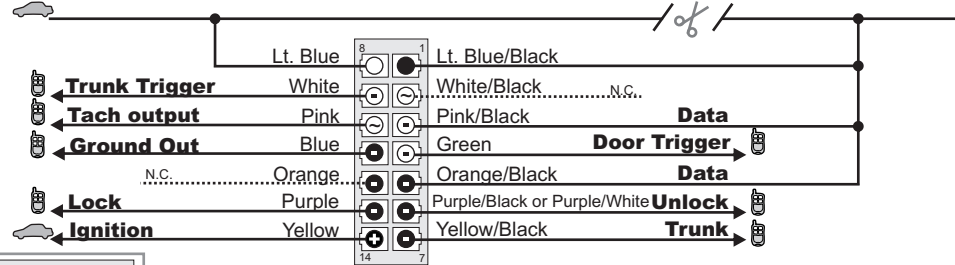 8 1
Lt. Blue Lt. Blue/Black
Trunk Trigger White White/Black N.C.
Tach output Pink Pink/Black Data
Ground Out Blue Green Door Trigger
N.C. Orange Orange/Black Data
Lock Purple Purple/Black or Purple/White Unlock
Ignition Yellow Yellow/Black Trunk
14 7